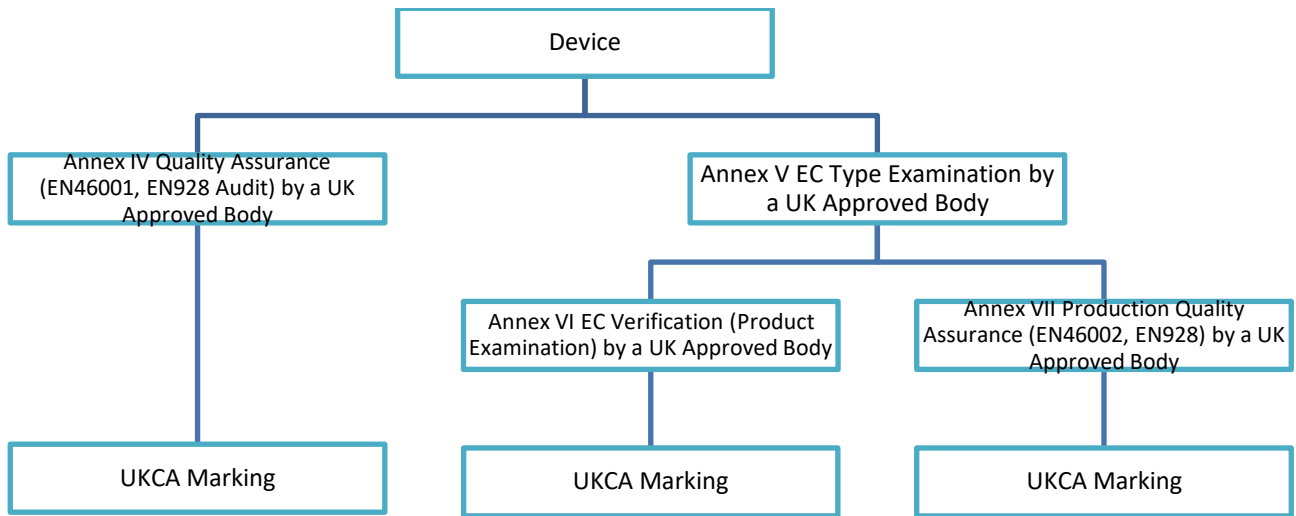 Device
Annex IV Quality Assurance
(EN46001, EN928 Audit) by a UK
Approved Body
Annex V EC Type Examination by
a UK Approved Body
Annex VI EC Verification (Product
Examination) by a UK Approved Body
Annex VII Production Quality
Assurance (EN46002, EN928) by a UK
Approved Body
UKCA Marking
UKCA Marking
UKCA Marking